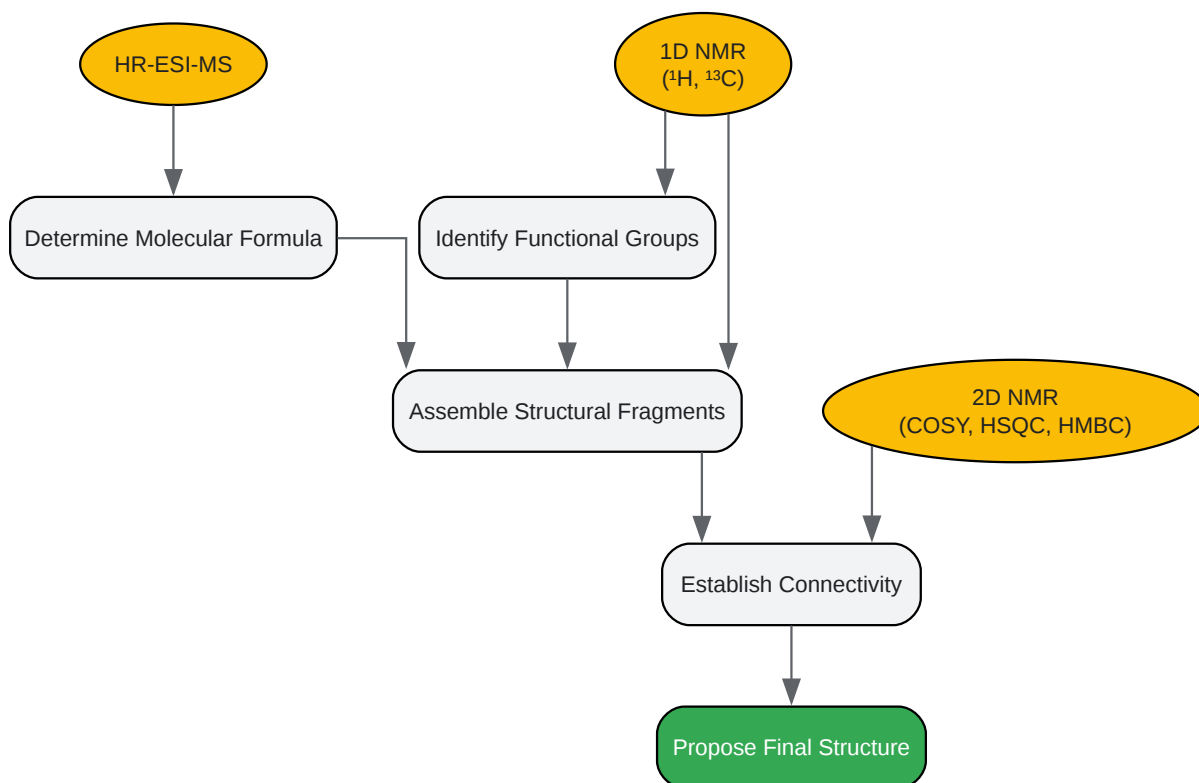 HR-ESI-MS
1D NMR
(¹H, ¹³C)
Determine Molecular Formula
Identify Functional Groups
Assemble Structural Fragments
2D NMR
(COSY, HSQC, HMBC)
Establish Connectivity
Propose Final Structure